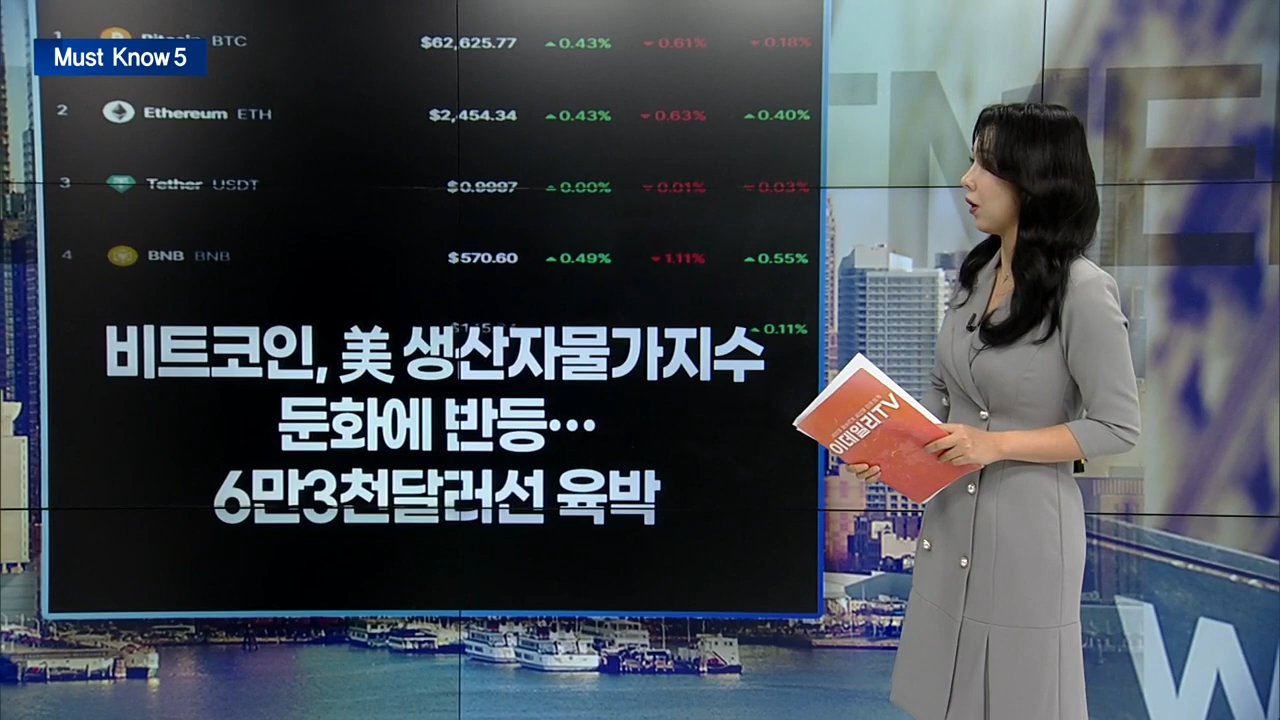 Must Know 5
1 Bitcoin BTC $62,625.77 0.43% 0.61% 0.18%
2 Ethereum ETH $2,454.34 0.43% 0.63% 0.40%
3 Tether USDT $0.9997 0.00% 0.01% 0.03%
4 BNB BNB $570.60 0.49% 1.11% 0.55%
0.11%
비트코인, 美 생산자물가지수
둔화에 반등…
6만3천달러선 육박
이데일리TV
W